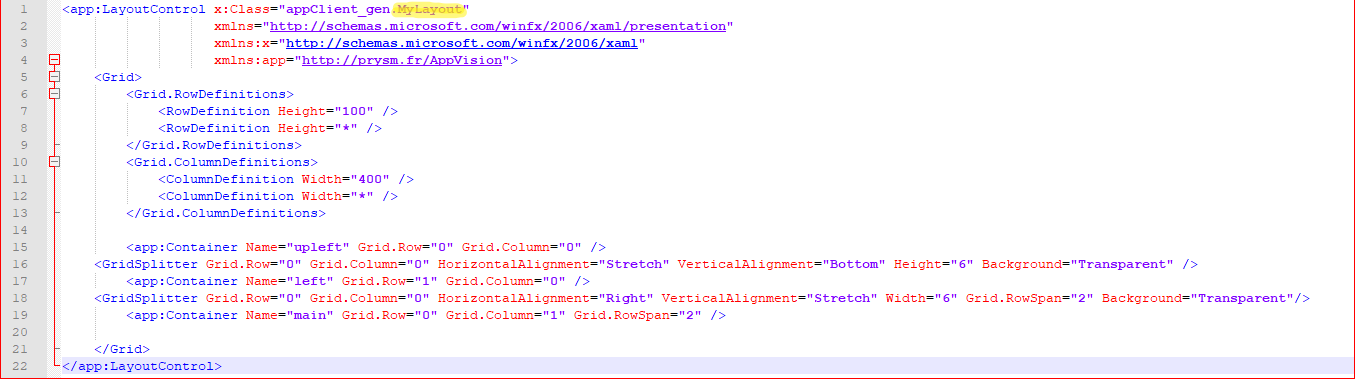 1 <app:LayoutControl x:Class="appClient_gen.MyLayout"
2 xmlns="http://schemas.microsoft.com/winfx/2006/xaml/presentation"
3 xmlns:x="http://schemas.microsoft.com/winfx/2006/xaml"
4 xmlns:app="http://prysm.fr/AppVision">
5 <Grid>
6 <Grid.RowDefinitions>
7 <RowDefinition Height="100" />
8 <RowDefinition Height="*" />
9 </Grid.RowDefinitions>
10 <Grid.ColumnDefinitions>
11 <ColumnDefinition Width="400" />
12 <ColumnDefinition Width="*" />
13 </Grid.ColumnDefinitions>
14
15 <app:Container Name="upleft" Grid.Row="0" Grid.Column="0" />
16 <GridSplitter Grid.Row="0" Grid.Column="0" HorizontalAlignment="Stretch" VerticalAlignment="Bottom" Height="6" Background="Transparent" />
17 <app:Container Name="left" Grid.Row="1" Grid.Column="0" />
18 <GridSplitter Grid.Row="0" Grid.Column="0" HorizontalAlignment="Right" VerticalAlignment="Stretch" Width="6" Grid.RowSpan="2" Background="Transparent"/>
19 <app:Container Name="main" Grid.Row="0" Grid.Column="1" Grid.RowSpan="2" />
20
21 </Grid>
22 </app:LayoutControl>